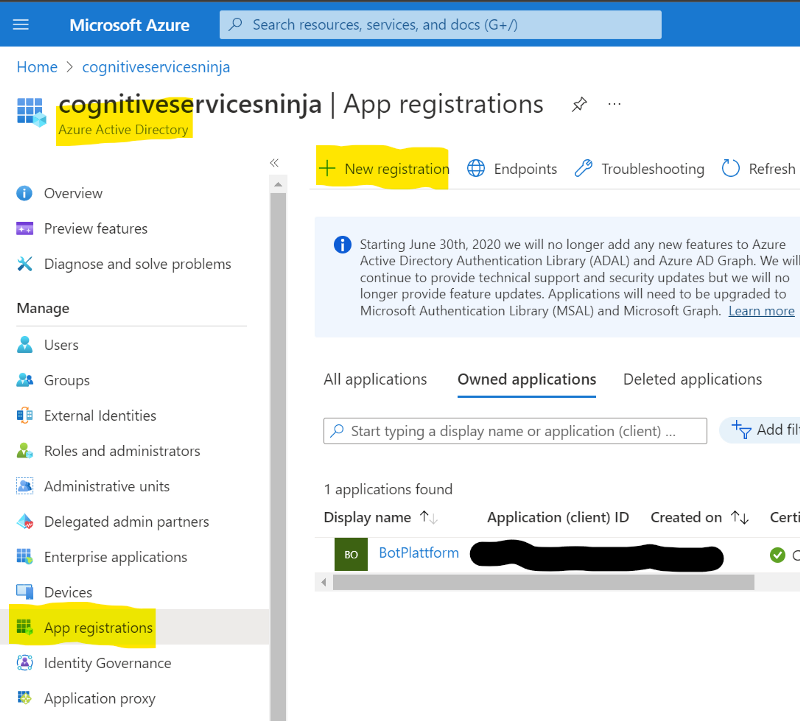 Microsoft Azure
Search resources, services, and docs (G+/)
Home > cognitiveservicesninja
cognitiveservicesninja | App registrations
Azure Active Directory
Overview
Preview features
Diagnose and solve problems
Manage
Users
Groups
External Identities
Roles and administrators
Administrative units
Delegated admin partners
Enterprise applications
Devices
App registrations
Identity Governance
Application proxy
New registration Endpoints Troubleshooting Refresh
Starting June 30th, 2020 we will no longer add any new features to Azure
Active Directory Authentication Library (ADAL) and Azure AD Graph. We will
continue to provide technical support and security updates but we will no
longer provide feature updates. Applications will need to be upgraded to
Microsoft Authentication Library (MSAL) and Microsoft Graph. Learn more
All applications Owned applications Deleted applications
Start typing a display name or application (client) ...
Add filt
1 applications found
Display name Application (client) ID Created on Certi
BO BotPlattform C